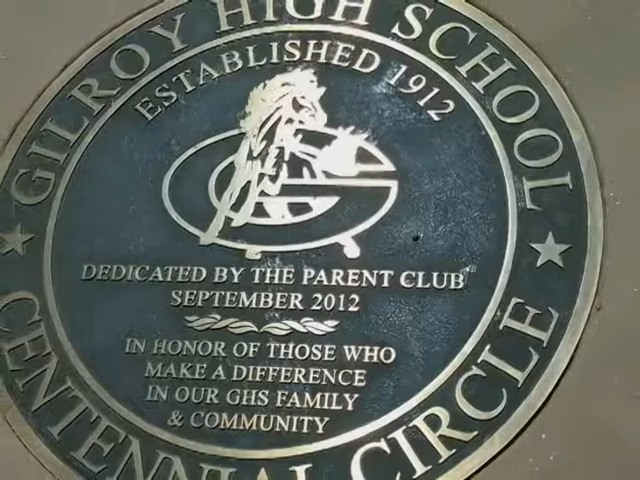 GILROY HIGH SCHOOL
ESTABLISHED 1912
G
DEDICATED BY THE PARENT CLUB
SEPTEMBER 2012
IN HONOR OF THOSE WHO
MAKE A DIFFERENCE
IN OUR GHS FAMILY
& COMMUNITY
CENTENNIAL CIRCLE